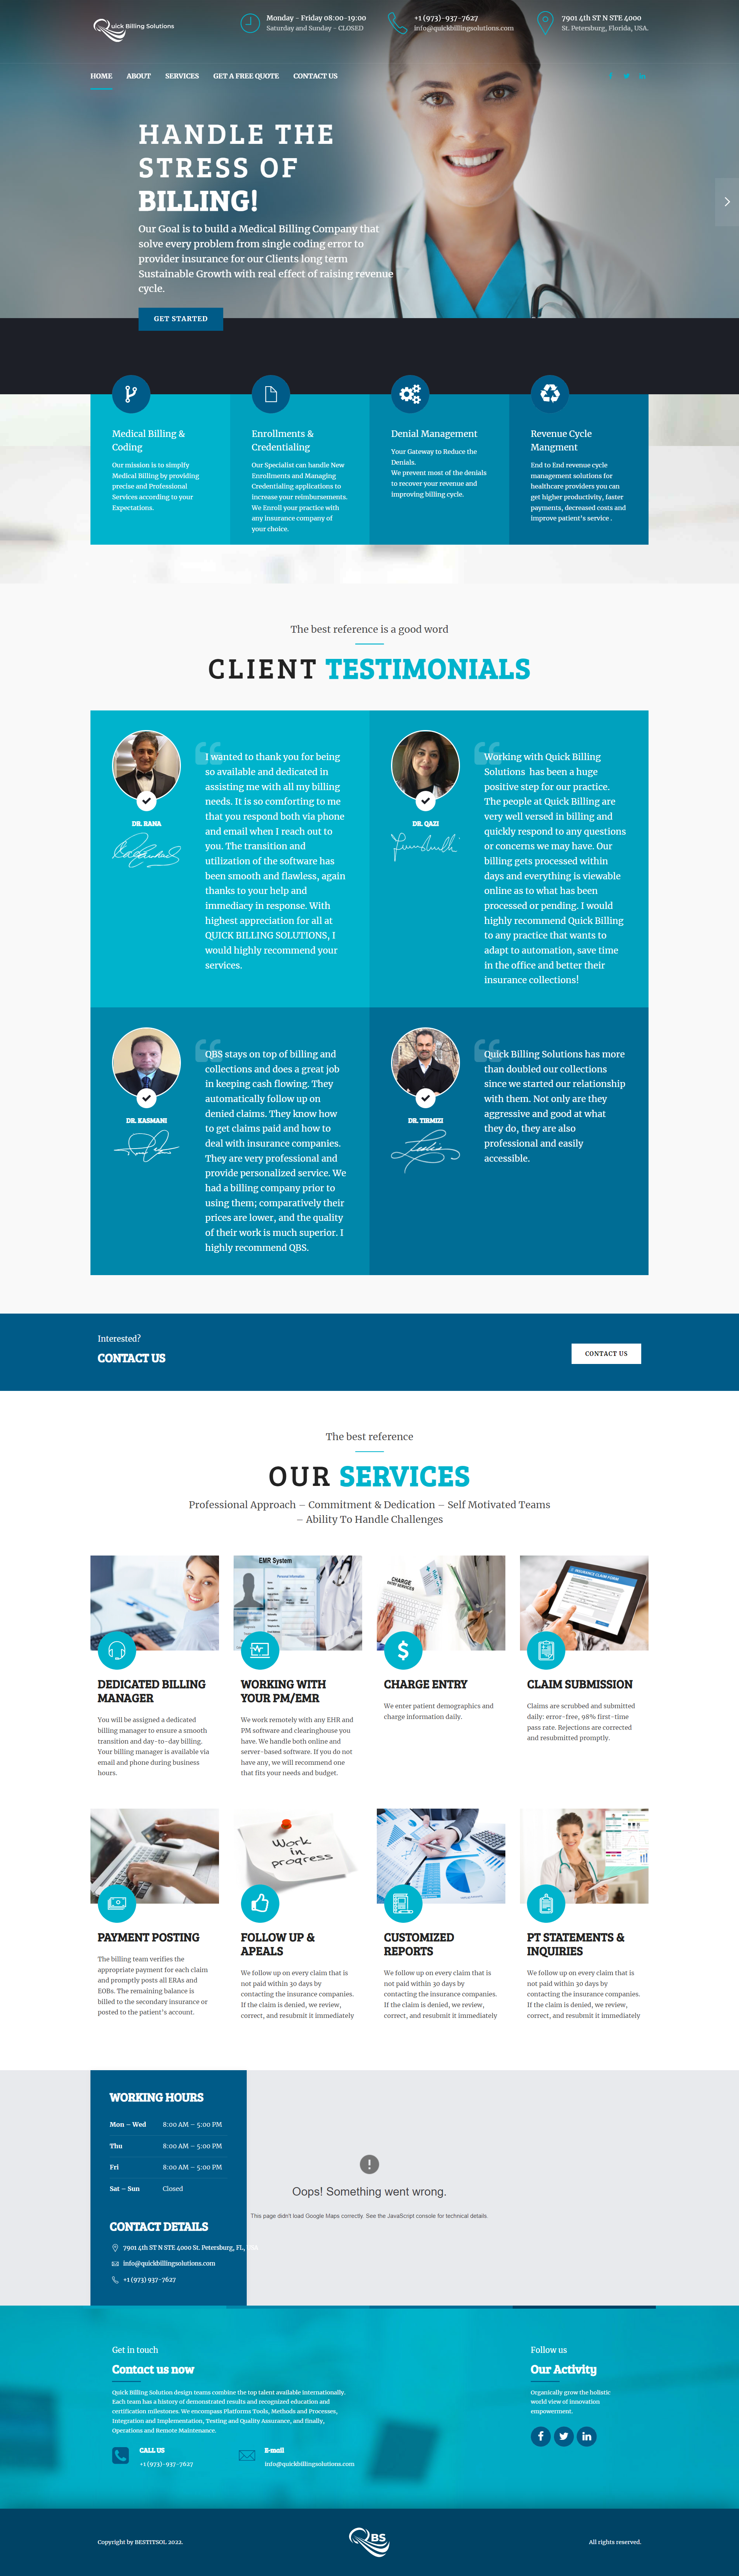 uick Billing Solutions
Monday - Friday 08:00-19:00
Saturday and Sunday - CLOSED
+1 (973)-937-7627
info@quickbillingsolutions.com
7901 4th ST N STE 4000
St. Petersburg, Florida, USA.
HOME ABOUT SERVICES GET A FREE QUOTE CONTACT US
HANDLE THE
STRESS OF
BILLING!
Our Goal is to build a Medical Billing Company that
solve every problem from single coding error to
provider insurance for our Clients long term
Sustainable Growth with real effect of raising revenue
cycle.
GET STARTED
Medical Billing &
Coding
Our mission is to simplify
Medical Billing by providing
precise and Professional
Services according to your
Expectations.
Enrollments &
Credentialing
Our Specialist can handle New
Enrollments and Managing
Credentialing applications to
increase your reimbursements.
We Enroll your practice with
any insurance company of
your choice.
Denial Management
Your Gateway to Reduce the
Denials.
We prevent most of the denials
to recover your revenue and
improving billing cycle.
Revenue Cycle
Mangment
End to End revenue cycle
management solutions for
healthcare providers you can
get higher productivity, faster
payments, decreased costs and
improve patient's service .
The best reference is a good word
CLIENT TESTIMONIALS
DR. RANA
I wanted to thank you for being
so available and dedicated in
assisting me with all my billing
needs. It is so comforting to me
that you respond both via phone
and email when I reach out to
you. The transition and
utilization of the software has
been smooth and flawless, again
thanks to your help and
immediacy in response. With
highest appreciation for all at
QUICK BILLING SOLUTIONS, I
would highly recommend your
services.
DR. QAZI
Working with Quick Billing
Solutions has been a huge
positive step for our practice.
The people at Quick Billing are
very well versed in billing and
quickly respond to any questions
or concerns we may have. Our
billing gets processed within
days and everything is viewable
online as to what has been
processed or pending. I would
highly recommend Quick Billing
to any practice that wants to
adapt to automation, save time
in the office and better their
insurance collections!
DR. KASMANI
QBS stays on top of billing and
collections and does a great job
in keeping cash flowing. They
automatically follow up on
denied claims. They know how
to get claims paid and how to
deal with insurance companies.
They are very professional and
provide personalized service. We
had a billing company prior to
using them; comparatively their
prices are lower, and the quality
of their work is much superior. I
highly recommend QBS.
DR. TIRMIZI
Quick Billing Solutions has more
than doubled our collections
since we started our relationship
with them. Not only are they
aggressive and good at what
they do, they are also
professional and easily
accessible.
Interested?
CONTACT US
CONTACT US
The best reference
OUR SERVICES
Professional Approach – Commitment & Dedication – Self Motivated Teams
– Ability To Handle Challenges
EMR System
Personal Information
CHARGE
ENTRY SERVICES
INSURANCE CLAIM FORM
DEDICATED BILLING
MANAGER
You will be assigned a dedicated
billing manager to ensure a smooth
transition and day-to-day billing.
Your billing manager is available via
email and phone during business
hours.
WORKING WITH
YOUR PM/EMR
We work remotely with any EHR and
PM software and clearinghouse you
have. We handle both online and
server-based software. If you do not
have any, we will recommend one
that fits your needs and budget.
CHARGE ENTRY
We enter patient demographics and
charge information daily.
CLAIM SUBMISSION
Claims are scrubbed and submitted
daily: error-free, 98% first-time
pass rate. Rejections are corrected
and resubmitted promptly.
Work
in
progress
PAYMENT POSTING
The billing team verifies the
appropriate payment for each claim
and promptly posts all ERAs and
EOBs. The remaining balance is
billed to the secondary insurance or
posted to the patient's account.
FOLLOW UP &
APEALS
We follow up on every claim that is
not paid within 30 days by
contacting the insurance companies.
If the claim is denied, we review,
correct, and resubmit it immediately
CUSTOMIZED
REPORTS
We follow up on every claim that is
not paid within 30 days by
contacting the insurance companies.
If the claim is denied, we review,
correct, and resubmit it immediately
PT STATEMENTS &
INQUIRIES
We follow up on every claim that is
not paid within 30 days by
contacting the insurance companies.
If the claim is denied, we review,
correct, and resubmit it immediately
WORKING HOURS
Mon – Wed 8:00 AM – 5:00 PM
Thu 8:00 AM – 5:00 PM
Fri 8:00 AM – 5:00 PM
Sat – Sun Closed
CONTACT DETAILS
7901 4th ST N STE 4000 St. Petersburg, FL,
info@quickbillingsolutions.com
+1 (973) 937-7627
Oops! Something went wrong.
This page didn't load Google Maps correctly. See the JavaScript console for technical details.
Get in touch
Contact us now
Quick Billing Solution design teams combine the top talent available internationally.
Each team has a history of demonstrated results and recognized education and
certification milestones. We encompass Platforms Tools, Methods and Processes,
Integration and Implementation, Testing and Quality Assurance, and finally,
Operations and Remote Maintenance.
CALL US
+1 (973)-937-7627
E-mail
info@quickbillingsolutions.com
Follow us
Our Activity
Organically grow the holistic
world view of innovation
empowerment.
Copyright by BESTITSOL 2022.
QBS
All rights reserved.